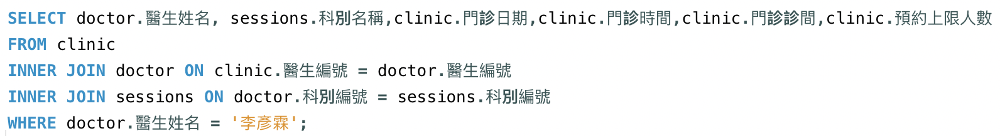 SELECT doctor.醫生姓名, sessions.科別名稱,clinic.門診日期,clinic.門診時間,clinic.門診診間,clinic.預約上限人數
FROM clinic
INNER JOIN doctor ON clinic.醫生編號 = doctor.醫生編號
INNER JOIN sessions ON doctor.科別編號 = sessions.科別編號
WHERE doctor.醫生姓名 = '李彥霖';